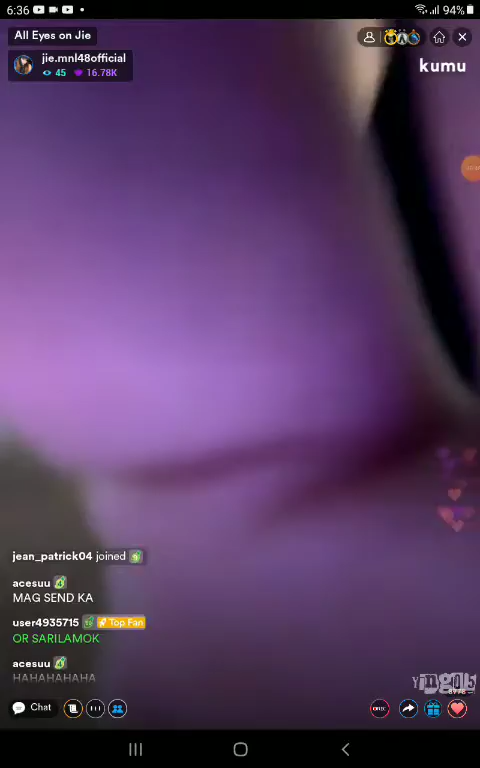 6:36
94%
All Eyes on Jie
jie.mnl48official
45 16.78K
kumu
jean_patrick04 joined
acesuu
MAG SEND KA
user4935715 Top Fan
OR SARILAMOK
acesuu
HAHAHAHAHA
Chat